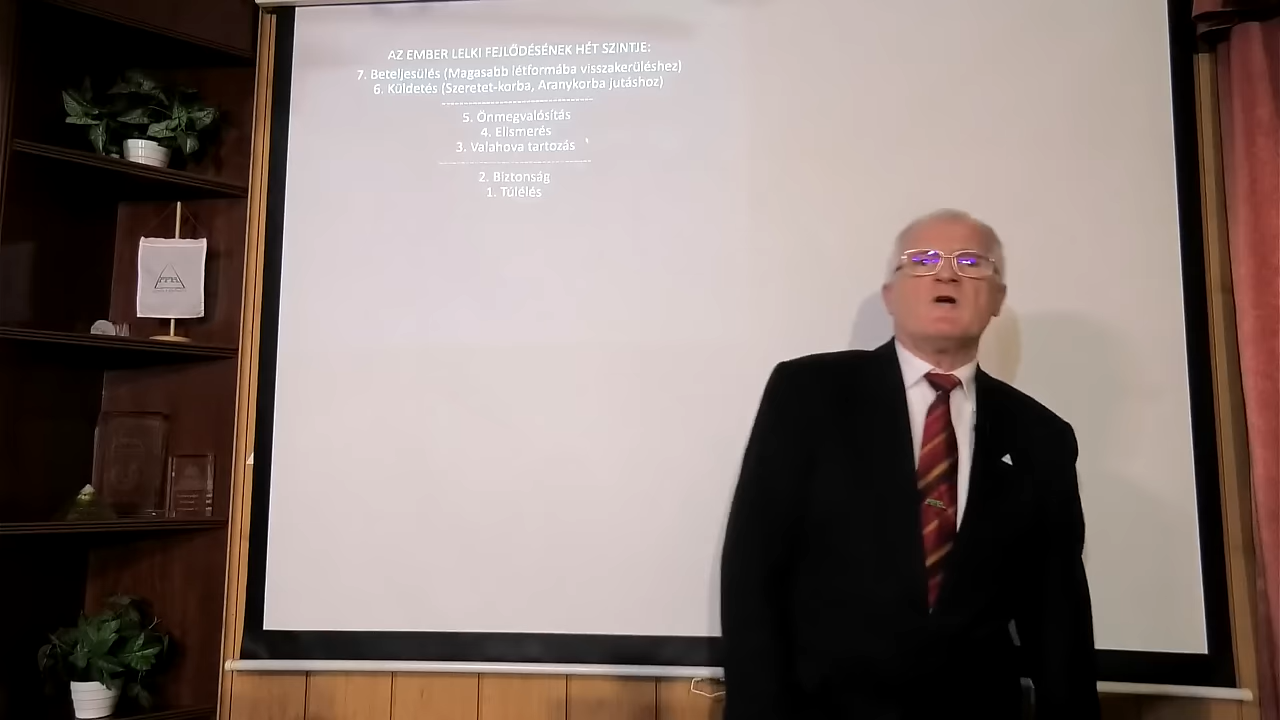 AZ EMBER LELKI FEJLŐDÉSÉNEK HÉT SZINTJE:
7. Beteljesülés (Magasabb létformába visszakerüléshez)
6. Küldetés (Szeretet-korba, Aranykorba jutáshoz)
5. Önmegvalósítás
4. Elismerés
3. Valahova tartozás
2. Biztonság
1. Túlélés